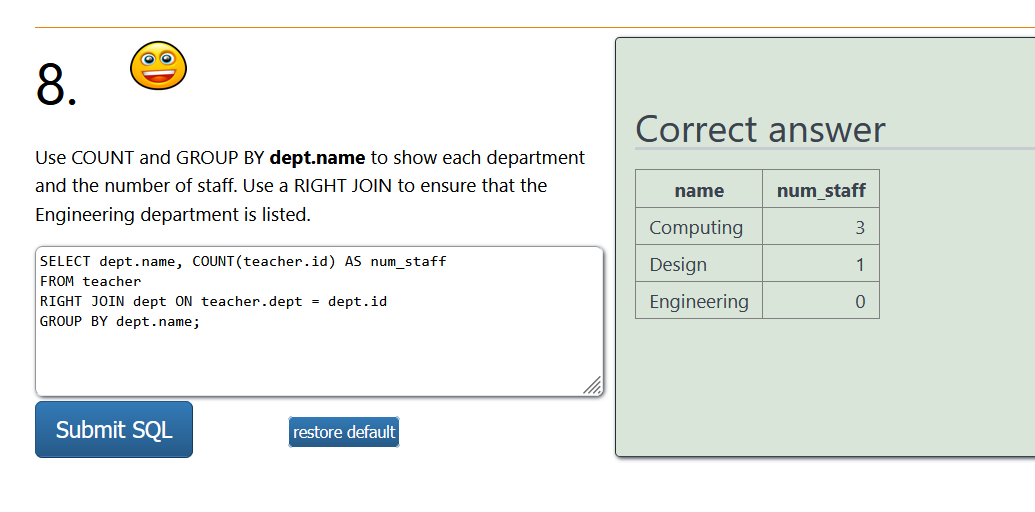 8.
Use COUNT and GROUP BY dept.name to show each department
and the number of staff. Use a RIGHT JOIN to ensure that the
Engineering department is listed.
SELECT dept.name, COUNT(teacher.id) AS num_staff
FROM teacher
RIGHT JOIN dept ON teacher.dept = dept.id
GROUP BY dept.name;
Submit SQL
restore default
Correct answer
name num_staff
Computing 3
Design 1
Engineering 0